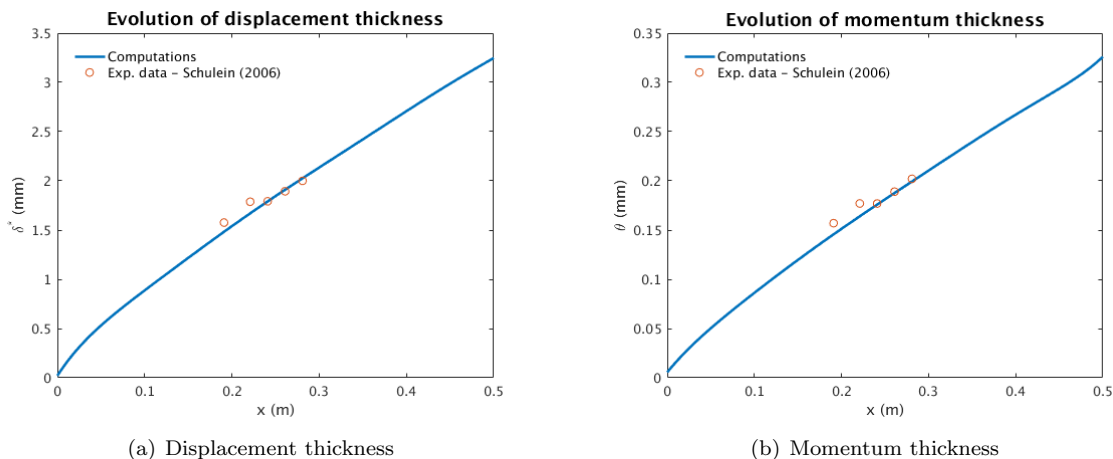 Evolution of displacement thickness
3.5
3
2.5
2
1.5
1
0.5
0
δ* (mm)
Computations
Exp. data – Schulein (2006)
0 0.1 0.2 0.3 0.4 0.5
x (m)
(a) Displacement thickness
Evolution of momentum thickness
0.35
0.3
0.25
0.2
0.15
0.1
0.05
0
θ (mm)
Computations
Exp. data – Schulein (2006)
0 0.1 0.2 0.3 0.4 0.5
x (m)
(b) Momentum thickness